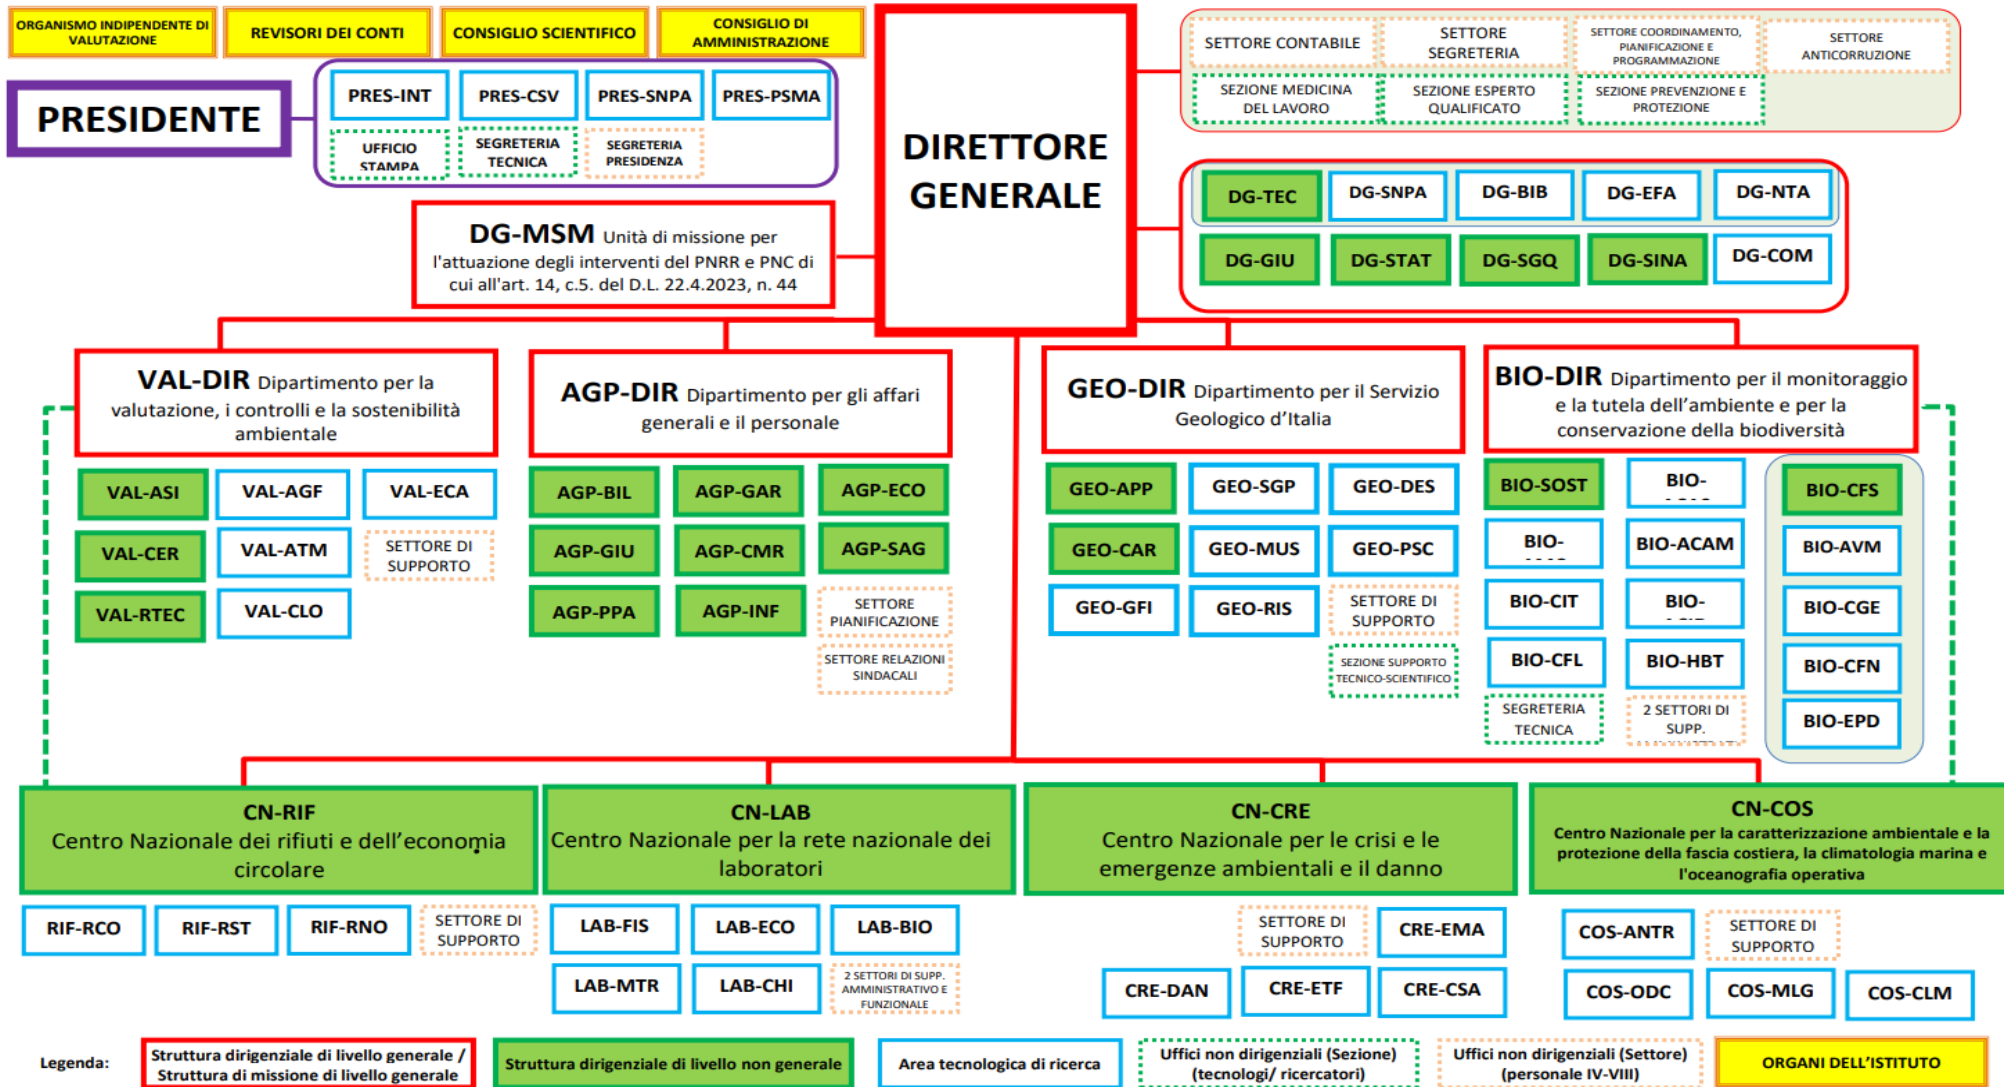 ORGANISMO INDIPENDENTE DI
VALUTAZIONE
REVISORI DEI CONTI
CONSIGLIO SCIENTIFICO
CONSIGLIO DI
AMMINISTRAZIONE
PRESIDENTE
PRES-INT
PRES-CSV
PRES-SNPA
PRES-PSMA
UFFICIO
STAMPA
SEGRETERIA
TECNICA
SEGRETERIA
PRESIDENZA
DIRETTORE
GENERALE
SETTORE CONTABILE
SETTORE
SEGRETERIA
SETTORE COORDINAMENTO,
PIANIFICAZIONE E
PROGRAMMAZIONE
SETTORE
ANTICORRUZIONE
SEZIONE MEDICINA
DEL LAVORO
SEZIONE ESPERTO
QUALIFICATO
SEZIONE PREVENZIONE E
PROTEZIONE
DG-TEC
DG-SNPA
DG-BIB
DG-EFA
DG-NTA
DG-GIU
DG-STAT
DG-SGQ
DG-SINA
DG-COM
DG-MSM Unità di missione per
l'attuazione degli interventi del PNRR e PNC di
cui all'art. 14, c.5. del D.L. 22.4.2023, n. 44
VAL-DIR Dipartimento per la
valutazione, i controlli e la sostenibilità
ambientale
AGP-DIR Dipartimento per gli affari
generali e il personale
GEO-DIR Dipartimento per il Servizio
Geologico d’Italia
BIO-DIR Dipartimento per il monitoraggio
e la tutela dell’ambiente e per la
conservazione della biodiversità
VAL-ASI
VAL-AGF
VAL-ECA
VAL-CER
VAL-ATM
SETTORE DI
SUPPORTO
VAL-RTEC
VAL-CLO
AGP-BIL
AGP-GAR
AGP-ECO
AGP-GIU
AGP-CMR
AGP-SAG
AGP-PPA
AGP-INF
SETTORE
PIANIFICAZIONE
SETTORE RELAZIONI
SINDACALI
GEO-APP
GEO-SGP
GEO-DES
GEO-CAR
GEO-MUS
GEO-PSC
GEO-GFI
GEO-RIS
SETTORE DI
SUPPORTO
SEZIONE SUPPORTO
TECNICO-SCIENTIFICO
BIO-SOST
BIO-
BIO-
BIO-ACAM
BIO-CIT
BIO-
BIO-CFL
BIO-HBT
SEGRETERIA
TECNICA
2 SETTORI DI
SUPP.
BIO-CFS
BIO-AVM
BIO-CGE
BIO-CFN
BIO-EPD
CN-RIF
Centro Nazionale dei rifiuti e dell’economia
circolare
CN-LAB
Centro Nazionale per la rete nazionale dei
laboratori
CN-CRE
Centro Nazionale per le crisi e le
emergenze ambientali e il danno
CN-COS
Centro Nazionale per la caratterizzazione ambientale e la
protezione della fascia costiera, la climatologia marina e
l'oceanografia operativa
RIF-RCO
RIF-RST
RIF-RNO
SETTORE DI
SUPPORTO
LAB-FIS
LAB-ECO
LAB-BIO
LAB-MTR
LAB-CHI
2 SETTORI DI SUPP.
AMMINISTRATIVO E
FUNZIONALE
SETTORE DI
SUPPORTO
CRE-EMA
CRE-DAN
CRE-ETF
CRE-CSA
COS-ANTR
SETTORE DI
SUPPORTO
COS-ODC
COS-MLG
COS-CLM
Legenda:
Struttura dirigenziale di livello generale /
Struttura di missione di livello generale
Struttura dirigenziale di livello non generale
Area tecnologica di ricerca
Uffici non dirigenziali (Sezione)
(tecnologi/ ricercatori)
Uffici non dirigenziali (Settore)
(personale IV-VIII)
ORGANI DELL’ISTITUTO